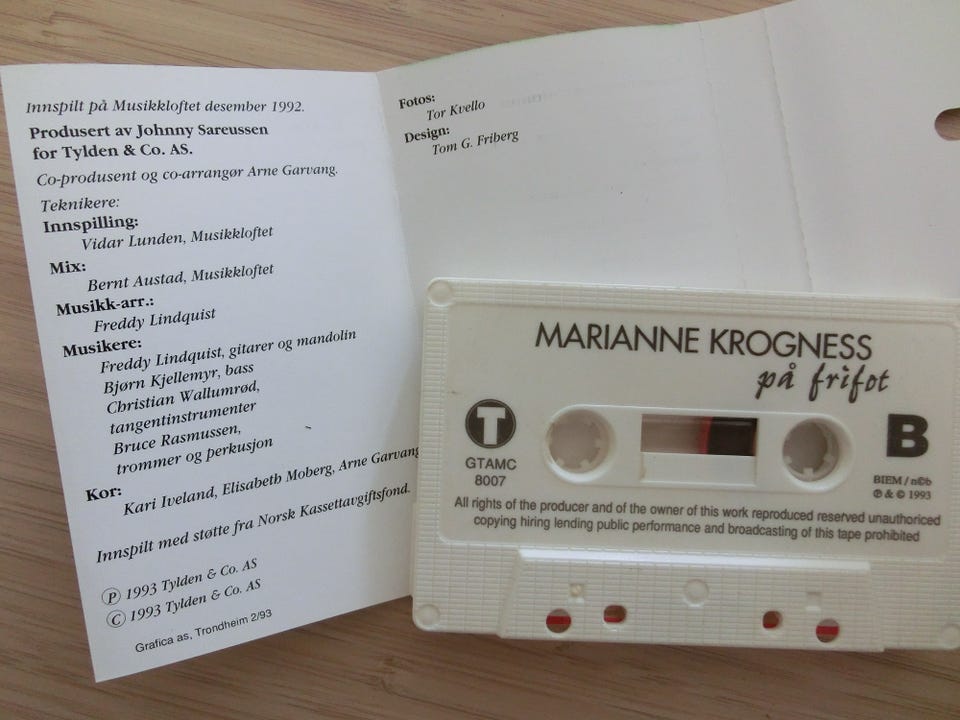 Innspilt på Musikkloftet desember 1992.
Produsert av Johnny Sareussen
for Tylden & Co. AS.
Co-produsent og co-arrangør Arne Garvang.
Teknikere:
Innspilling:
Vidar Lunden, Musikkloftet
Mix:
Bernt Austad, Musikkloftet
Musikk-arr.:
Freddy Lindquist
Musikere:
Freddy Lindquist, gitarer og mandolin
Bjørn Kjellemyr, bass
Christian Wallumrød,
tangentinstrumenter
Bruce Rasmussen,
trommer og perkusjon
Kor:
Kari Iveland, Elisabeth Moberg, Arne Garvang
Innspilt med støtte fra Norsk Kassettavgiftsfond.
Ⓟ 1993 Tylden & Co. AS
© 1993 Tylden & Co. AS
Grafica as, Trondheim 2/93
Fotos:
Tor Kvello
Design:
Tom G. Friberg
MARIANNE KROGNESS
på frifot
T
GTAMC
8007
B
BIEM / n©b
℗ & © 1993
All rights of the producer and of the owner of this work reproduced reserved unauthoriced
copying hiring lending public performance and broadcasting of this tape prohibited